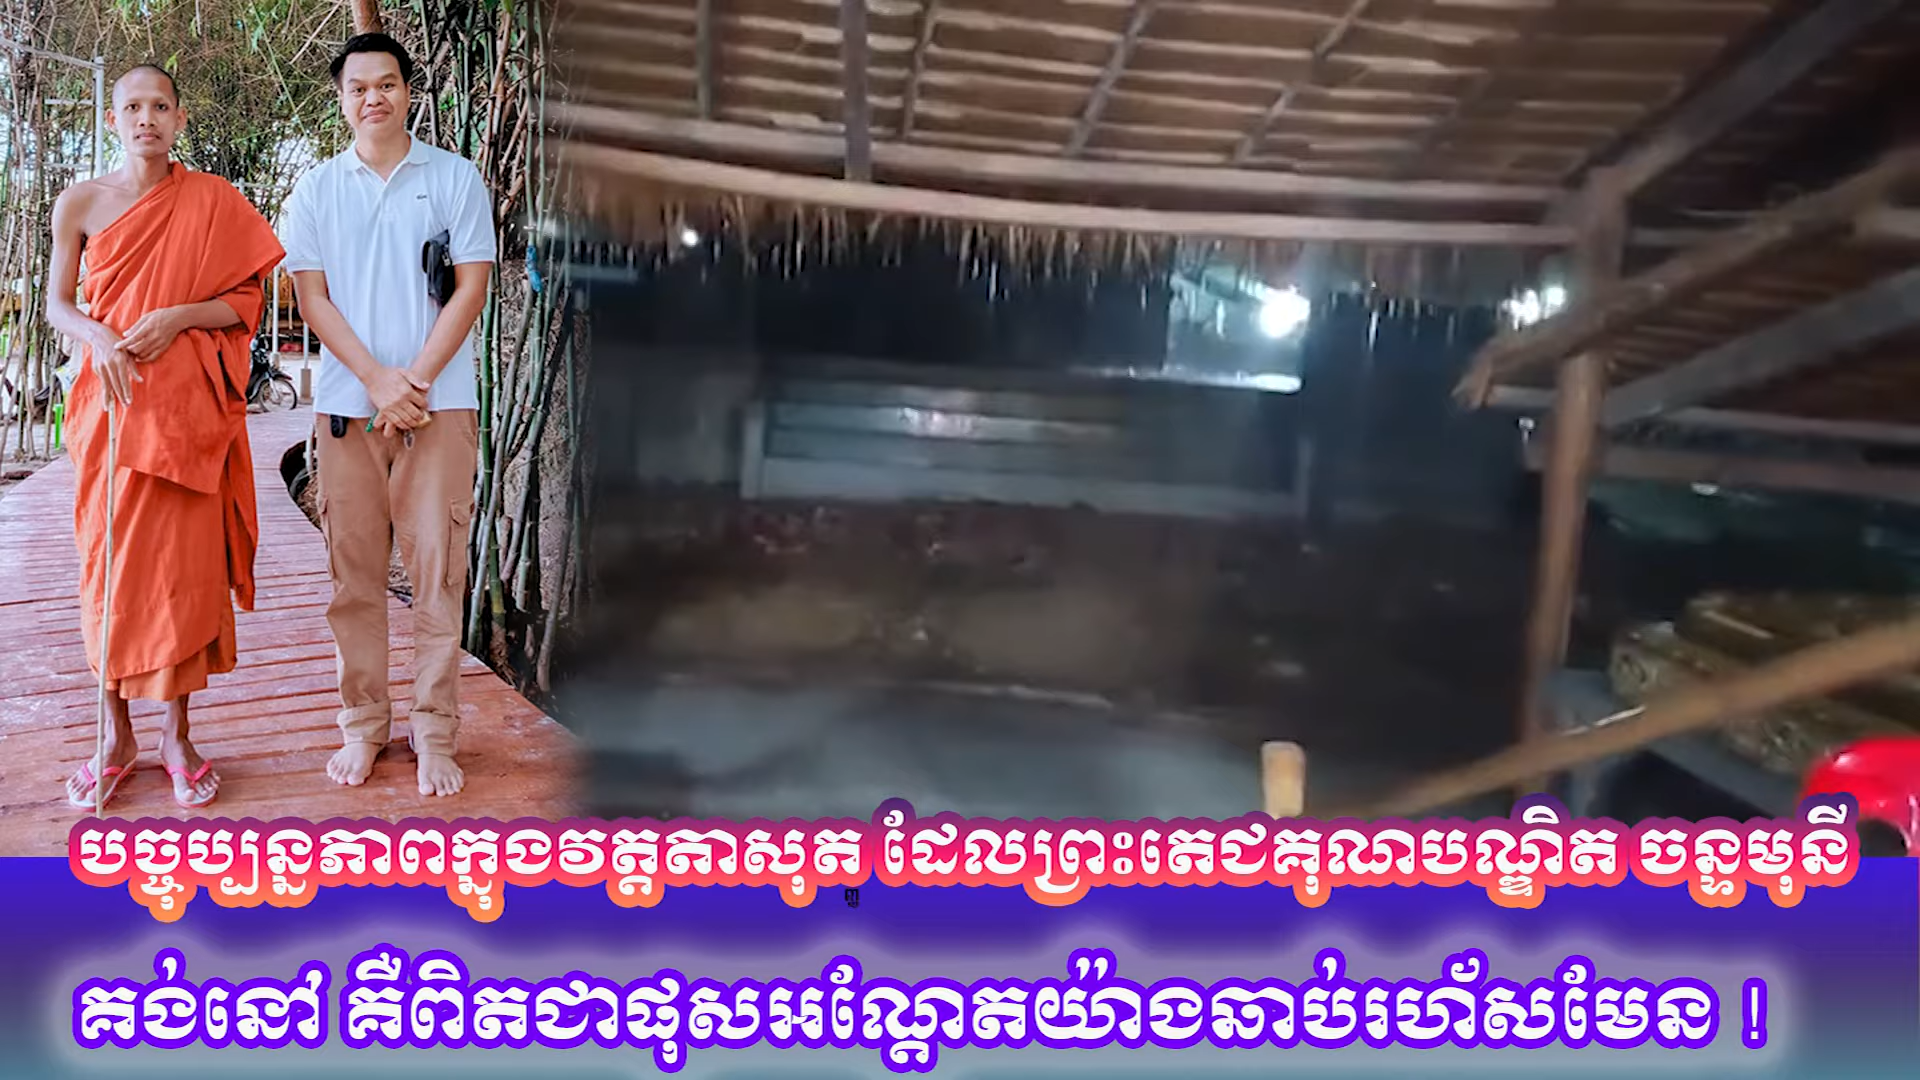 បច្ចុប្បន្នភាពក្នុងវត្តតាសុត ដែលព្រះតេជគុណបណ្ឌិត ចន្ទមុនី
គង់នៅ គឺពិតជាផុសអណ្ដែតយ៉ាងឆាប់រហ័សមែន !